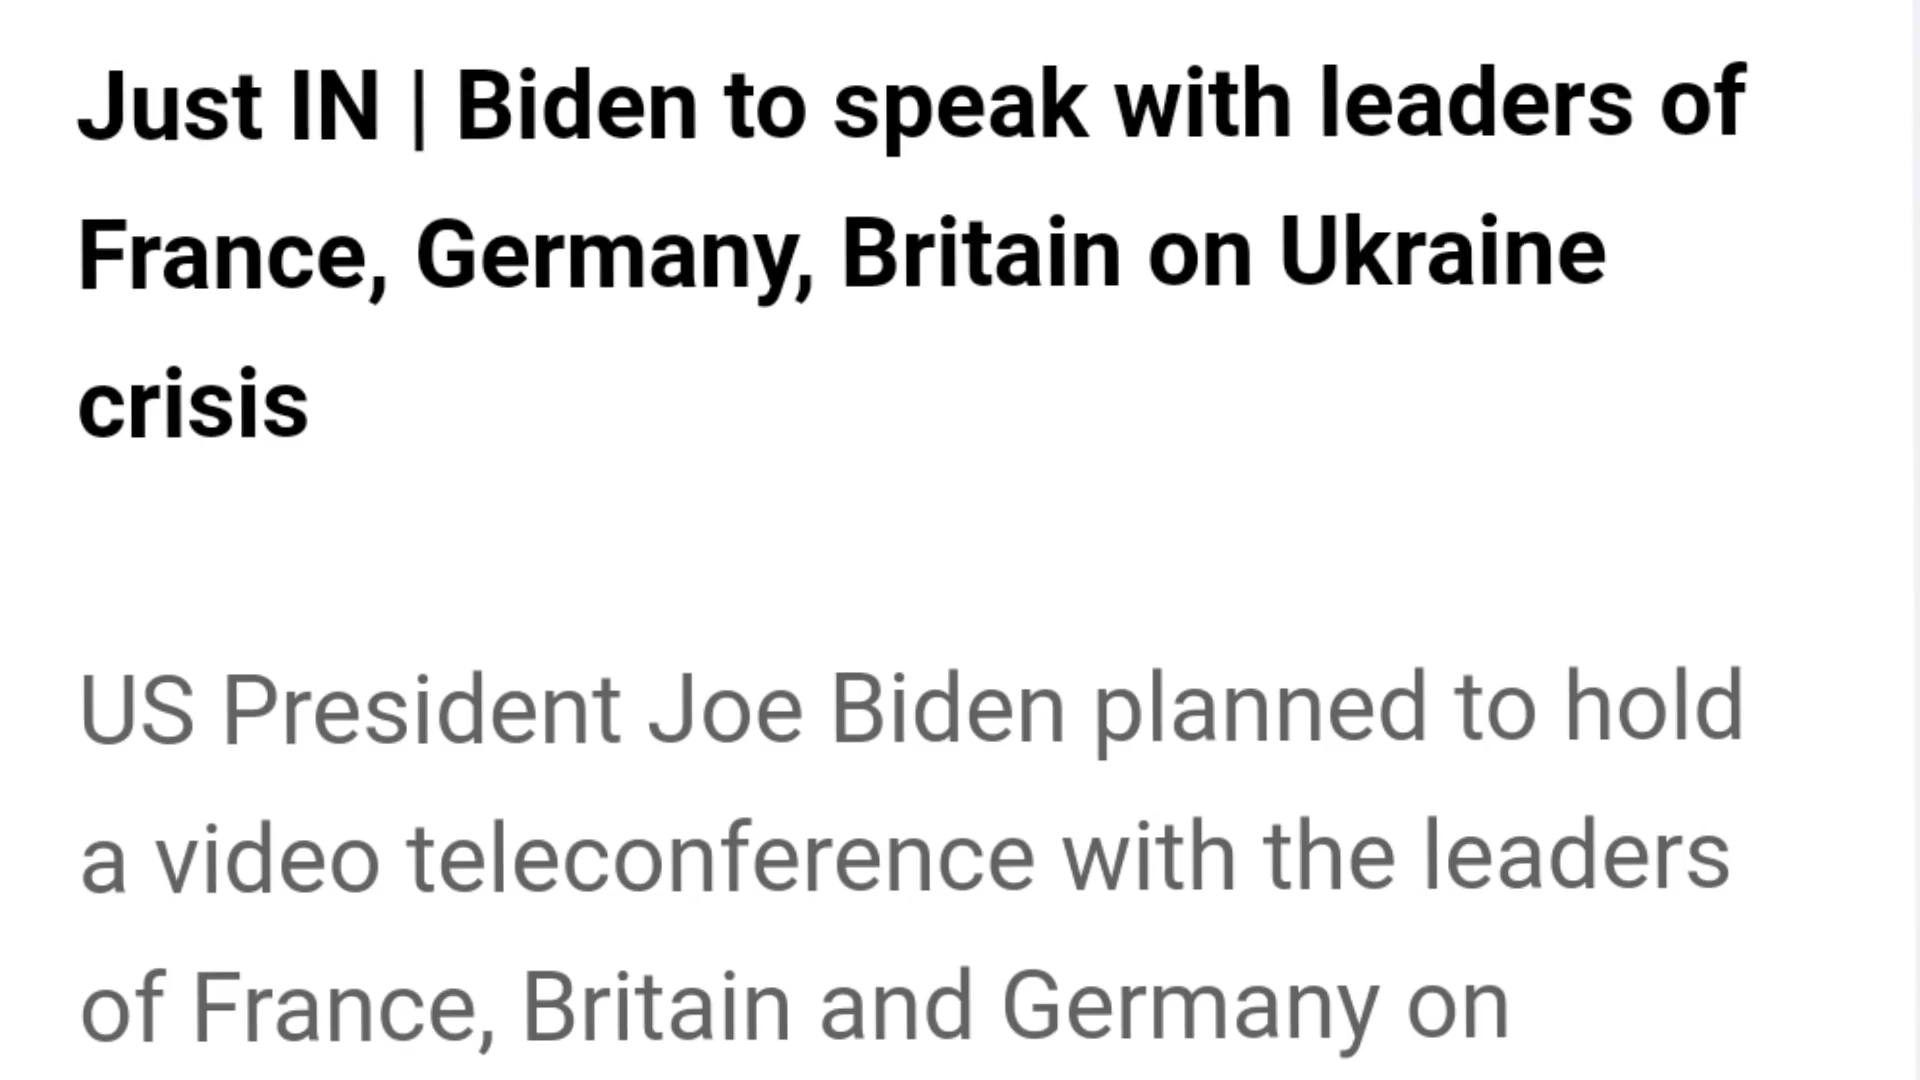 Just IN | Biden to speak with leaders of
France, Germany, Britain on Ukraine
crisis
US President Joe Biden planned to hold
a video teleconference with the leaders
of France, Britain and Germany on